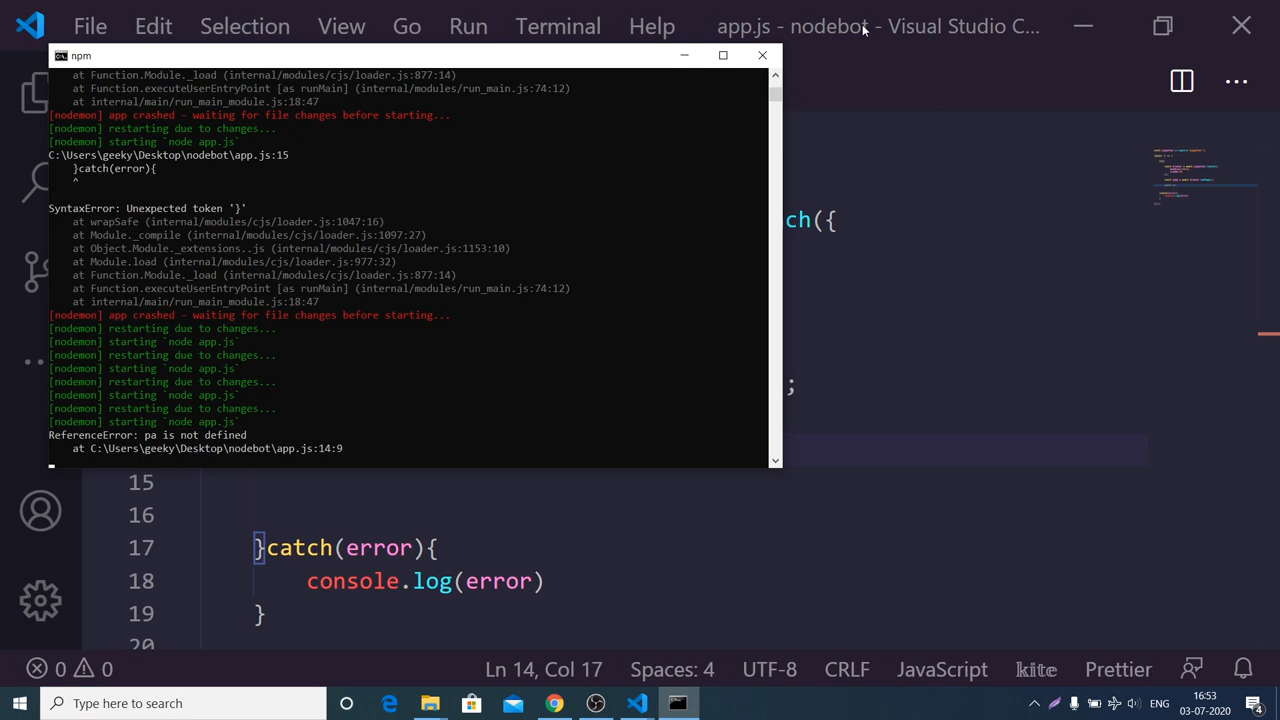 File Edit Selection View Go Run Terminal Help app.js - nodebot - Visual Studio C...
npm
at Function.Module._load (internal/modules/cjs/loader.js:877:14)
at Function.executeUserEntryPoint [as runMain] (internal/modules/run_main.js:74:12)
at internal/main/run_main_module.js:18:47
[nodemon] app crashed - waiting for file changes before starting...
[nodemon] restarting due to changes...
[nodemon] starting `node app.js`
C:\Users\geeky\Desktop\nodebot\app.js:15
}catch(error){
^
SyntaxError: Unexpected token '}'
at wrapSafe (internal/modules/cjs/loader.js:1047:16)
at Module._compile (internal/modules/cjs/loader.js:1097:27)
at Object.Module._extensions..js (internal/modules/cjs/loader.js:1153:10)
at Module.load (internal/modules/cjs/loader.js:977:32)
at Function.Module._load (internal/modules/cjs/loader.js:877:14)
at Function.executeUserEntryPoint [as runMain] (internal/modules/run_main.js:74:12)
at internal/main/run_main_module.js:18:47
[nodemon] app crashed - waiting for file changes before starting...
[nodemon] restarting due to changes...
[nodemon] starting `node app.js`
[nodemon] restarting due to changes...
[nodemon] starting `node app.js`
[nodemon] restarting due to changes...
[nodemon] starting `node app.js`
[nodemon] restarting due to changes...
[nodemon] starting `node app.js`
ReferenceError: pa is not defined
at C:\Users\geeky\Desktop\nodebot\app.js:14:9
ch({
;
15
16
17 }catch(error){
18 console.log(error)
19 }
20
0 0 Ln 14, Col 17 Spaces: 4 UTF-8 CRLF JavaScript kite Prettier
Type here to search
ENG
16:53
03-07-2020
4